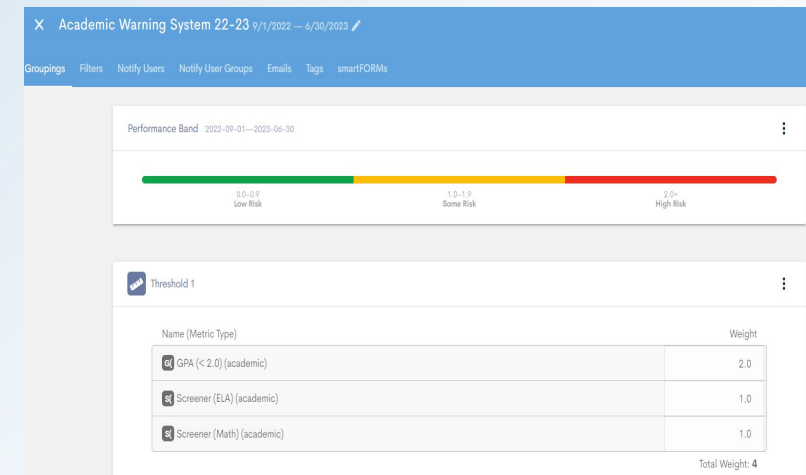 X Academic Warning System 22-23 9/1/2022 — 6/30/2023
Groupings Filters Notify Users Notify User Groups Emails Tags smartFORMs
Performance Band 2022-09-01—2023-06-30
0.0-0.9 1.0-1.9 2.0+
Low Risk Some Risk High Risk
Threshold 1
Name (Metric Type) Weight
G( GPA (< 2.0) (academic) 2.0
S( Screener (ELA) (academic) 1.0
S( Screener (Math) (academic) 1.0
Total Weight: 4